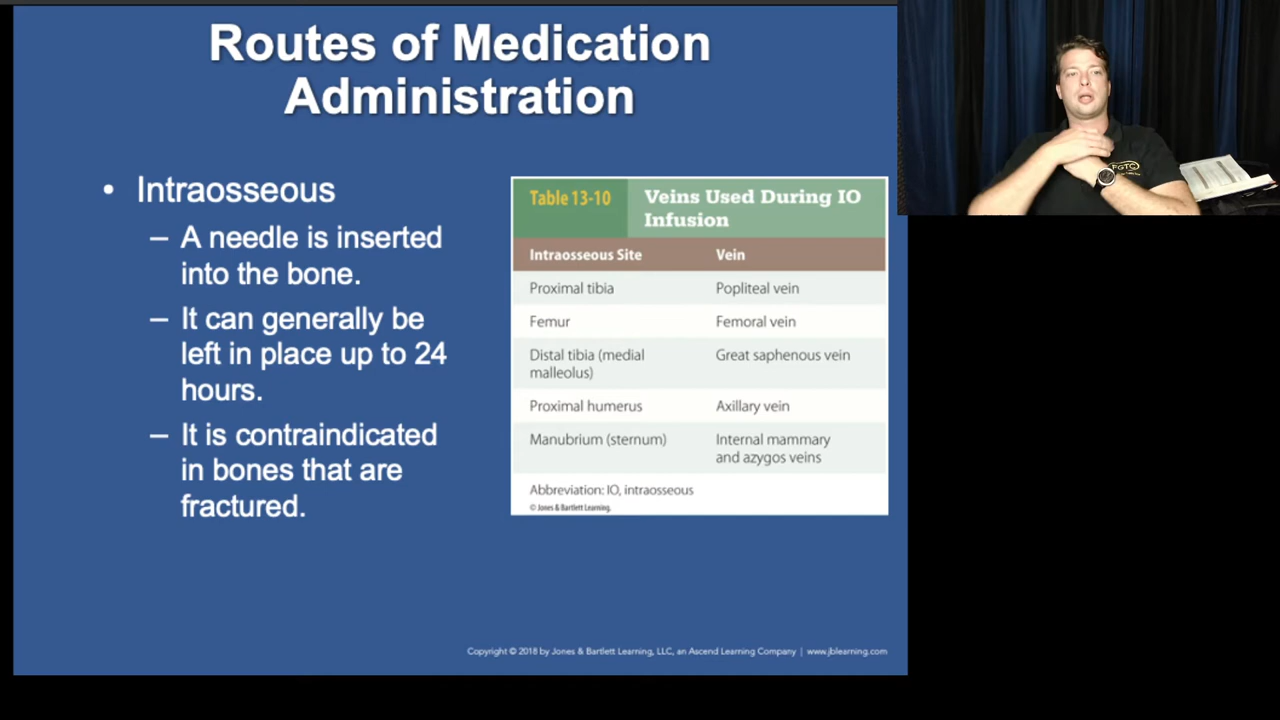 Routes of Medication
Administration
• Intraosseous
– A needle is inserted
into the bone.
– It can generally be
left in place up to 24
hours.
– It is contraindicated
in bones that are
fractured.
Table 13-10
Veins Used During IO
Infusion
Intraosseous Site Vein
Proximal tibia Popliteal vein
Femur Femoral vein
Distal tibia (medial Great saphenous vein
malleolus)
Proximal humerus Axillary vein
Manubrium (sternum) Internal mammary
and azygos veins
Abbreviation: IO, intraosseous
© Jones & Bartlett Learning.
Copyright © 2018 by Jones & Bartlett Learning, LLC, an Ascend Learning Company | www.jblearning.com
FGTC